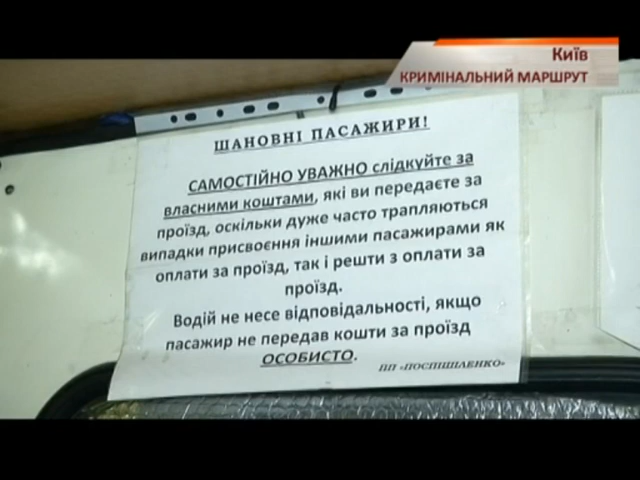 Київ
КРИМІНАЛЬНИЙ МАРШРУТ
ШАНОВНІ ПАСАЖИРИ!
САМОСТІЙНО УВАЖНО слідкуйте за
власними коштами, які ви передаєте за
проїзд, оскільки дуже часто трапляються
випадки присвоєння іншими пасажирами як
оплати за проїзд, так і решти з оплати за
проїзд.
Водій не несе відповідальності, якщо
пасажир не передав кошти за проїзд
ОСОБИСТО.
ПП «ПОСПІШЛЕНКО»